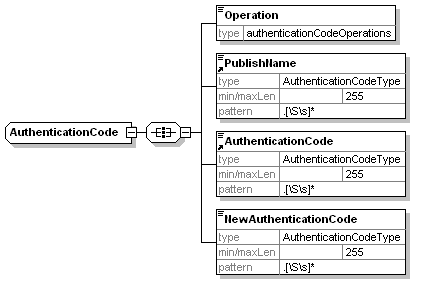 Operation
type authenticationCodeOperations
PublishName
type AuthenticationCodeType
min/maxLen 255
pattern .[\S\s]*
AuthenticationCode
AuthenticationCode
type AuthenticationCodeType
min/maxLen 255
pattern .[\S\s]*
NewAuthenticationCode
type AuthenticationCodeType
min/maxLen 255
pattern .[\S\s]*